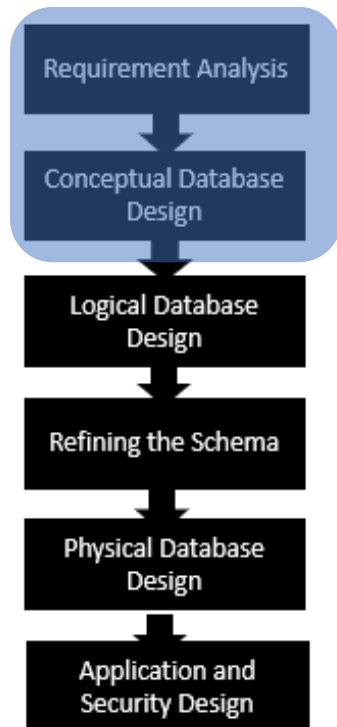 Requirement Analysis
Conceptual Database
Design
Logical Database
Design
Refining the Schema
Physical Database
Design
Application and
Security Design